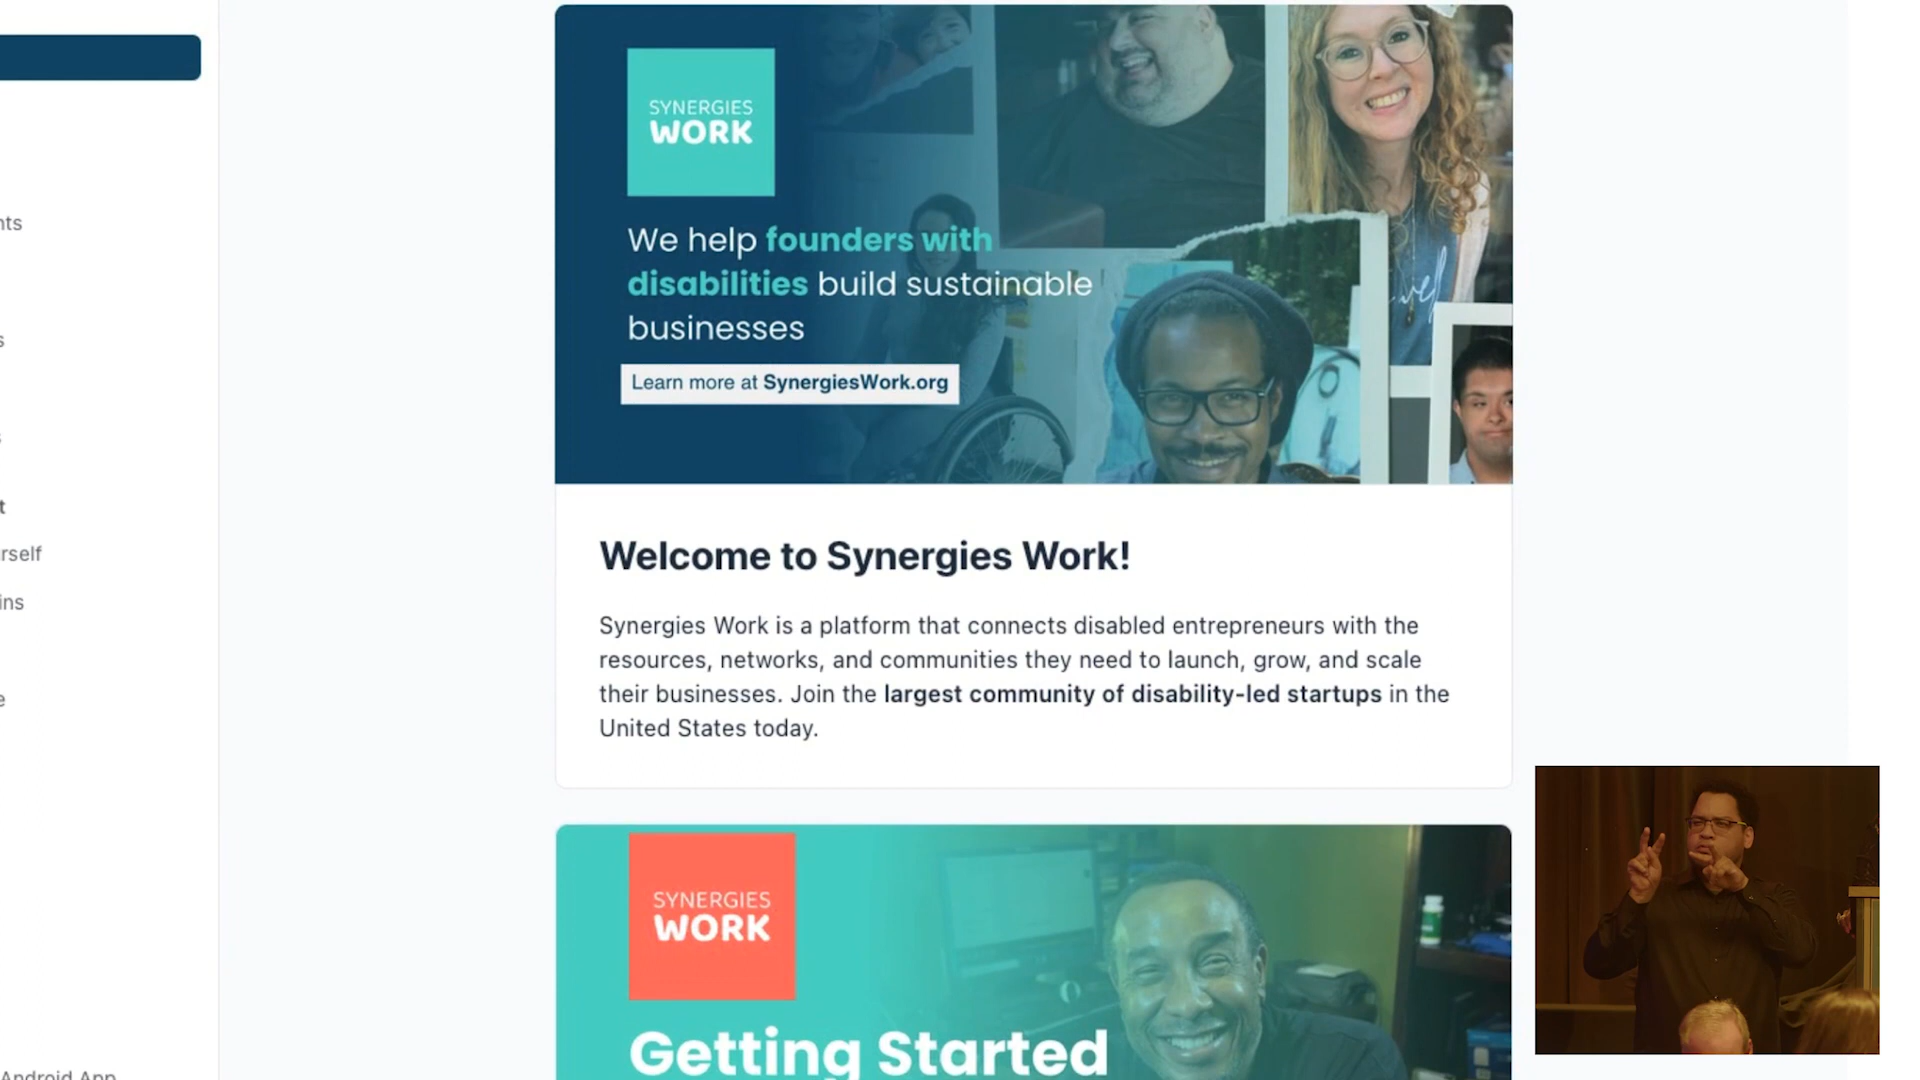 SYNERGIES
WORK
We help founders with
disabilities build sustainable
businesses
Learn more at SynergiesWork.org
Welcome to Synergies Work!
Synergies Work is a platform that connects disabled entrepreneurs with the
resources, networks, and communities they need to launch, grow, and scale
their businesses. Join the largest community of disability-led startups in the
United States today.
SYNERGIES
WORK
Getting Started
Android App